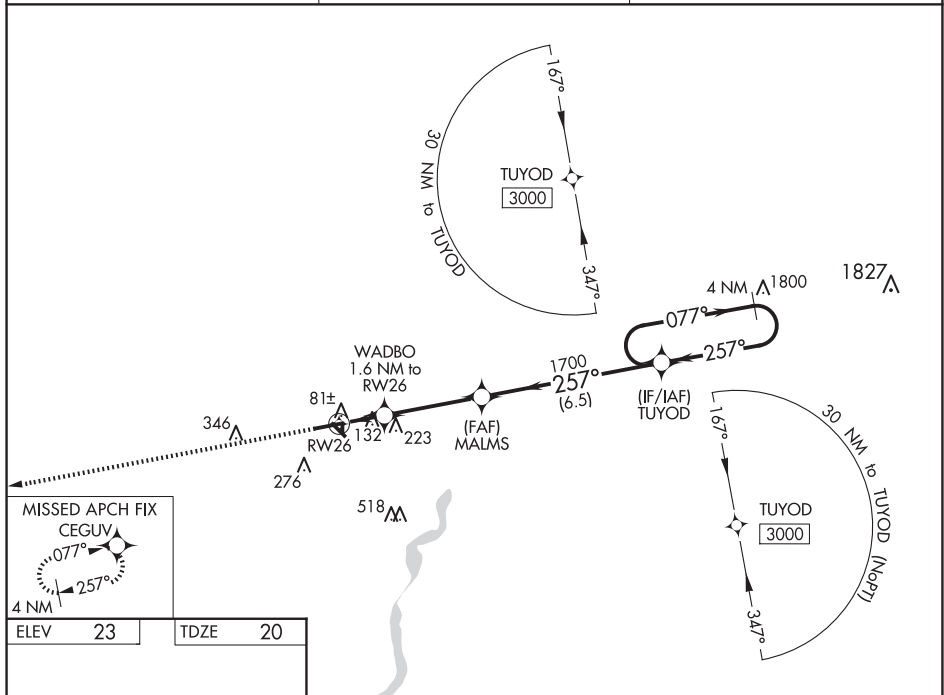 167°
30 NM to TUYOD
TUYOD
3000
347°
1827
4 NM
1800
077°
257°
WADBO
1.6 NM to
RW26
1700
257°
(6.5)
(IF/IAF)
TUYOD
81±
346
132
223
(FAF)
MALMS
RW26
276
167°
30 NM to TUYOD (NoPT)
518
TUYOD
3000
347°
MISSED APCH FIX
CEGUV
077°
257°
4 NM
ELEV 23 TDZE 20